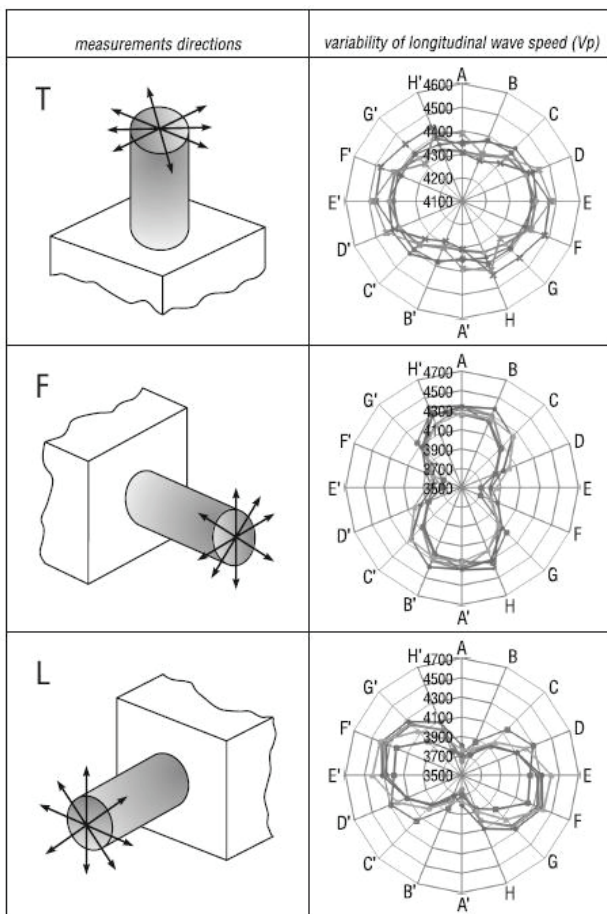 measurements directions
variability of longitudinal wave speed (Vp)
T
A
B
C
D
E
F
G
H
A'
B'
C'
D'
E'
F'
G'
H'
4600
4500
4400
4300
4200
4100
F
A
B
C
D
E
F
G
H
A'
B'
C'
D'
E'
F'
G'
H'
4700
4500
4300
4100
3900
3700
3500
L
A
B
C
D
E
F
G
H
A'
B'
C'
D'
E'
F'
G'
H'
4700
4500
4300
4100
3900
3700
3500